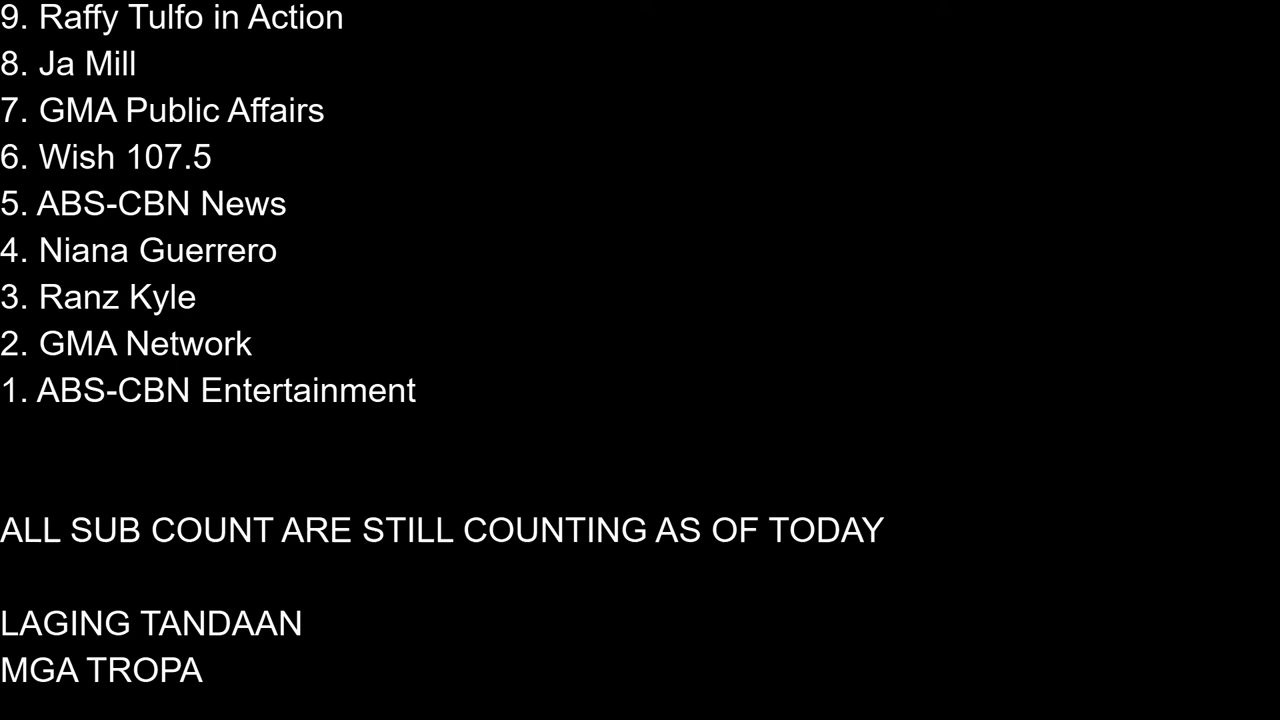 9. Raffy Tulfo in Action
8. Ja Mill
7. GMA Public Affairs
6. Wish 107.5
5. ABS-CBN News
4. Niana Guerrero
3. Ranz Kyle
2. GMA Network
1. ABS-CBN Entertainment
ALL SUB COUNT ARE STILL COUNTING AS OF TODAY
LAGING TANDAAN
MGA TROPA